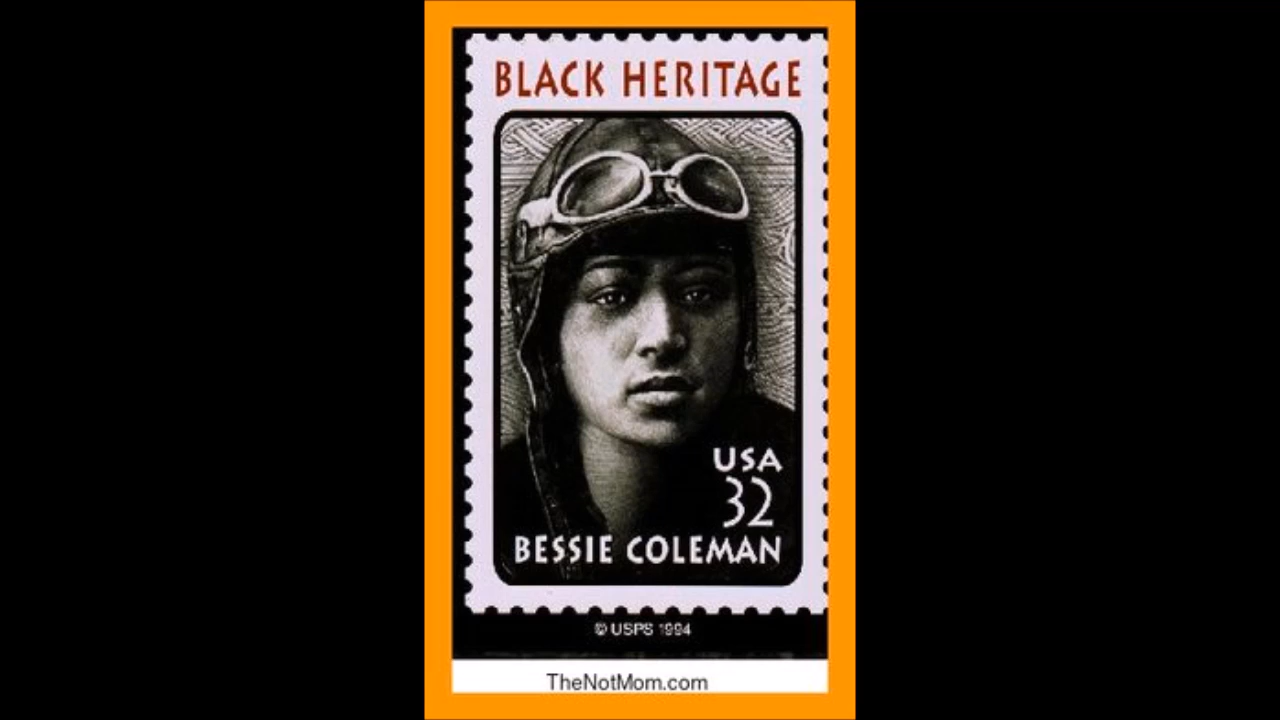 BLACK HERITAGE
USA
32
BESSIE COLEMAN
© USPS 1994
TheNotMom.com